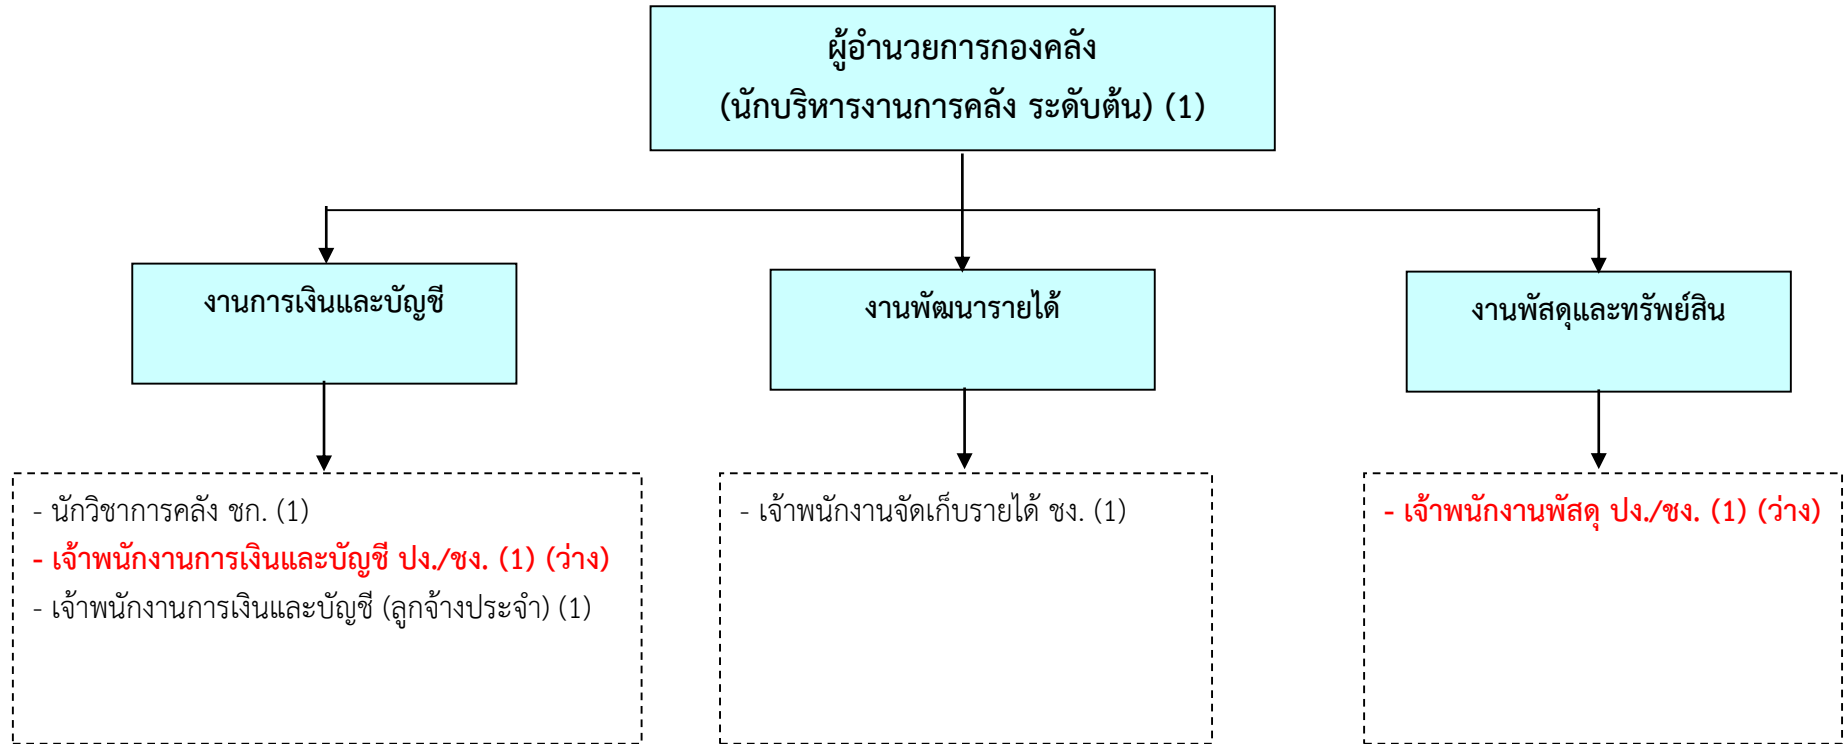 ผู้อำนวยการกองคลัง
(นักบริหารงานการคลัง ระดับต้น) (1)
งานการเงินและบัญชี
งานพัฒนารายได้
งานพัสดุและทรัพย์สิน
- นักวิชาการคลัง ชก. (1)
- เจ้าพนักงานการเงินและบัญชี ปง./ชง. (1) (ว่าง)
- เจ้าพนักงานการเงินและบัญชี (ลูกจ้างประจำ) (1)
- เจ้าพนักงานจัดเก็บรายได้ ชง. (1)
- เจ้าพนักงานพัสดุ ปง./ชง. (1) (ว่าง)